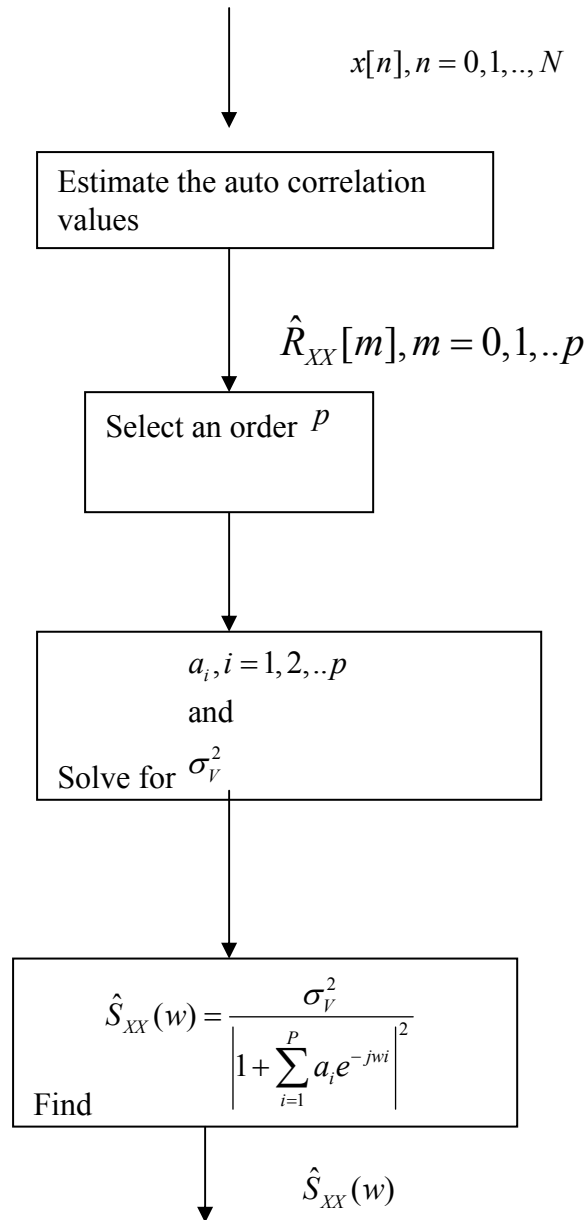 x[n], n = 0,1,.., N
Estimate the auto correlation
values
R̂_XX[m], m = 0,1,..p
Select an order p
a_i, i = 1, 2,..p
and
Solve for σ_V^2
Find Ŝ_XX(w) = σ_V^2 / |1 + ∑_{i=1}^{P} a_i e^{-jwi}|^2
Ŝ_XX(w)